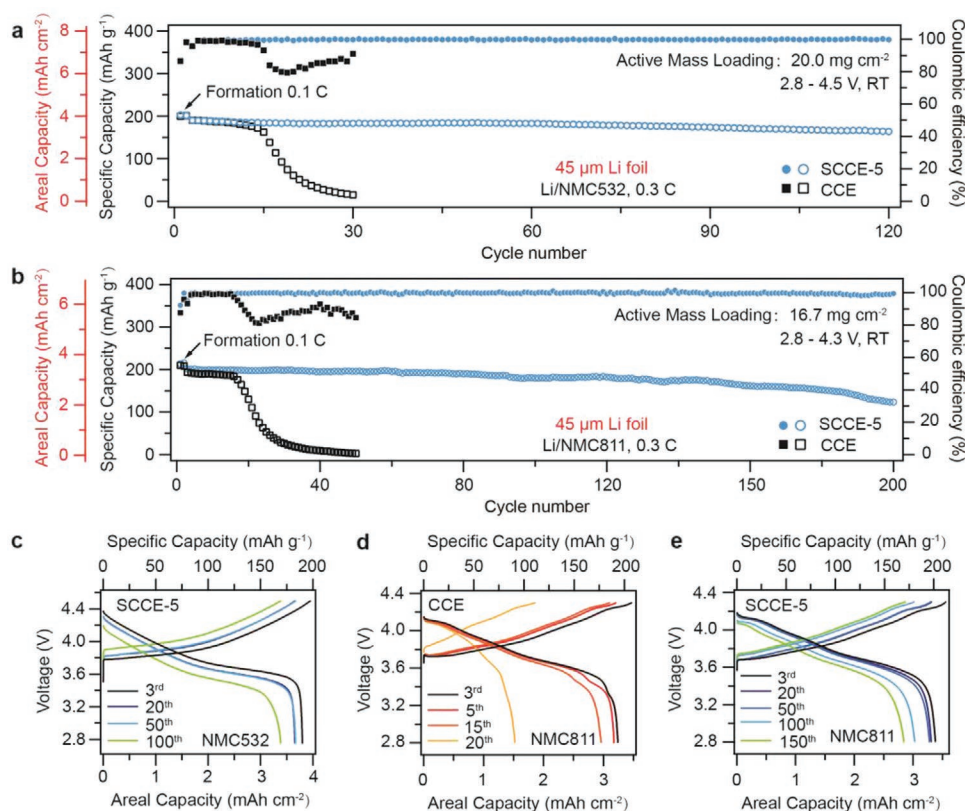 a
Areal Capacity (mAh cm⁻²)
8
6
4
2
0
Specific Capacity (mAh g⁻¹)
400
300
200
100
0
Formation 0.1 C
Active Mass Loading: 20.0 mg cm⁻²
2.8 - 4.5 V, RT
45 µm Li foil
Li/NMC532, 0.3 C
SCCE-5
CCE
100
80
60
40
20
0
Coulombic efficiency (%)
0 30 60 90 120
Cycle number
b
Areal Capacity (mAh cm⁻²)
6
4
2
0
Specific Capacity (mAh g⁻¹)
400
300
200
100
0
Formation 0.1 C
Active Mass Loading: 16.7 mg cm⁻²
2.8 - 4.3 V, RT
45 µm Li foil
Li/NMC811, 0.3 C
SCCE-5
CCE
100
80
60
40
20
0
Coulombic efficiency (%)
0 40 80 120 150 200
Cycle number
c
Specific Capacity (mAh g⁻¹)
0 50 100 150 200
SCCE-5
Voltage (V)
4.4
4.0
3.6
3.2
2.8
3rd
20th
50th
100th
NMC532
0 1 2 3 4
Areal Capacity (mAh cm⁻²)
d
Specific Capacity (mAh g⁻¹)
0 50 100 150 200
CCE
Voltage (V)
4.4
4.0
3.6
3.2
2.8
3rd
5th
15th
20th
NMC811
0 1 2 3
Areal Capacity (mAh cm⁻²)
e
Specific Capacity (mAh g⁻¹)
0 50 100 150 200
SCCE-5
Voltage (V)
4.4
4.0
3.6
3.2
2.8
3rd
20th
50th
100th
150th
NMC811
0 1 2 3
Areal Capacity (mAh cm⁻²)